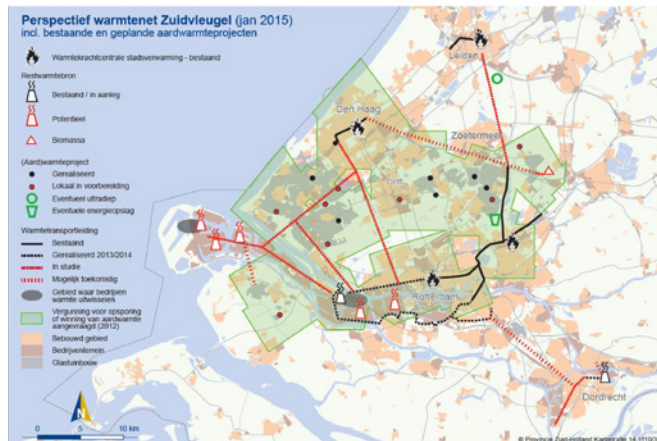 Perspectief warmtenet Zuidvleugel (jan 2015)
incl. bestaande en geplande aardwarmteprojecten
Warmtekrachtcentrale stadsverwarming - bestaand
Restwarmtebron
Bestaand / in aanleg
Potentieel
Biomassa
(Aard)warmteproject
Gerealiseerd
Lokaal in voorbereiding
Eventueel ultradiep
Eventuele energieopslag
Warmtetransportleiding
Bestaand
Gerealiseerd 2013/2014
In studie
Mogelijk toekomstig
Gebied waar bedrijven
warmte uitwisselen
Vergunning voor opsporing
of winning van aardwarmte
aangevraagd (2012)
Bebouwd gebied
Bedrijventerrein
Glastuinbouw
0 5 10 km
Leiden
Den Haag
Zoetermeer
Delft
Rotterdam
Dordrecht
© Provincie Zuid-Holland Kartografie